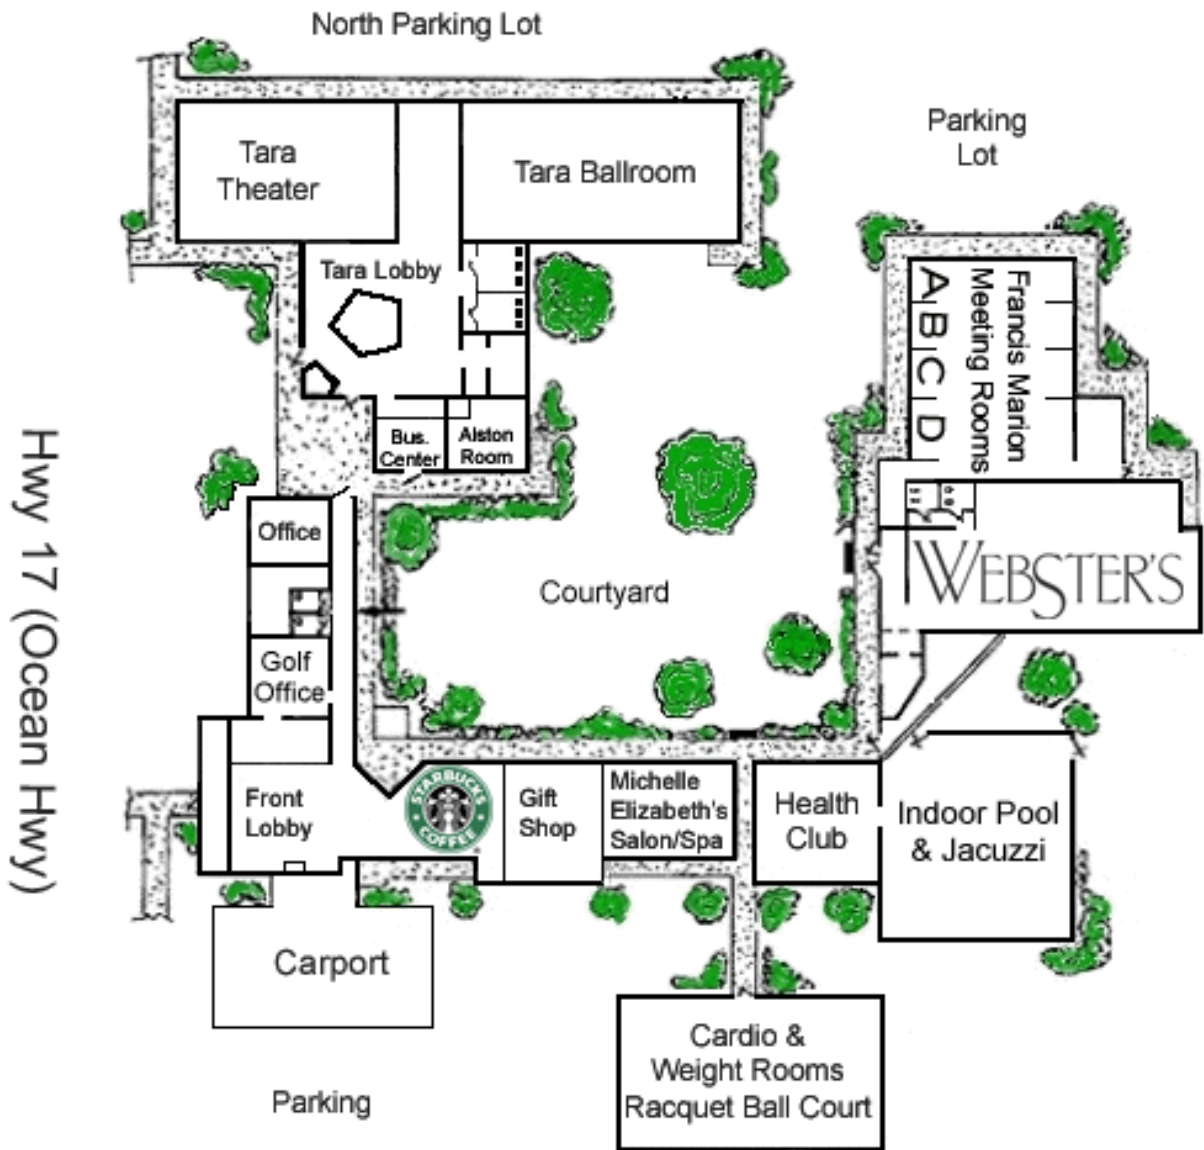 North Parking Lot
Parking
Lot
Tara
Theater
Tara Ballroom
Tara Lobby
A
B
C
D
Francis Marion
Meeting Rooms
Bus.
Center
Alston
Room
Hwy 17 (Ocean Hwy)
Office
Courtyard
WEBSTER'S
Golf
Office
Front
Lobby
STARBUCKS
COFFEE
Gift
Shop
Michelle
Elizabeth's
Salon/Spa
Health
Club
Indoor Pool
& Jacuzzi
Carport
Cardio &
Weight Rooms
Racquet Ball Court
Parking